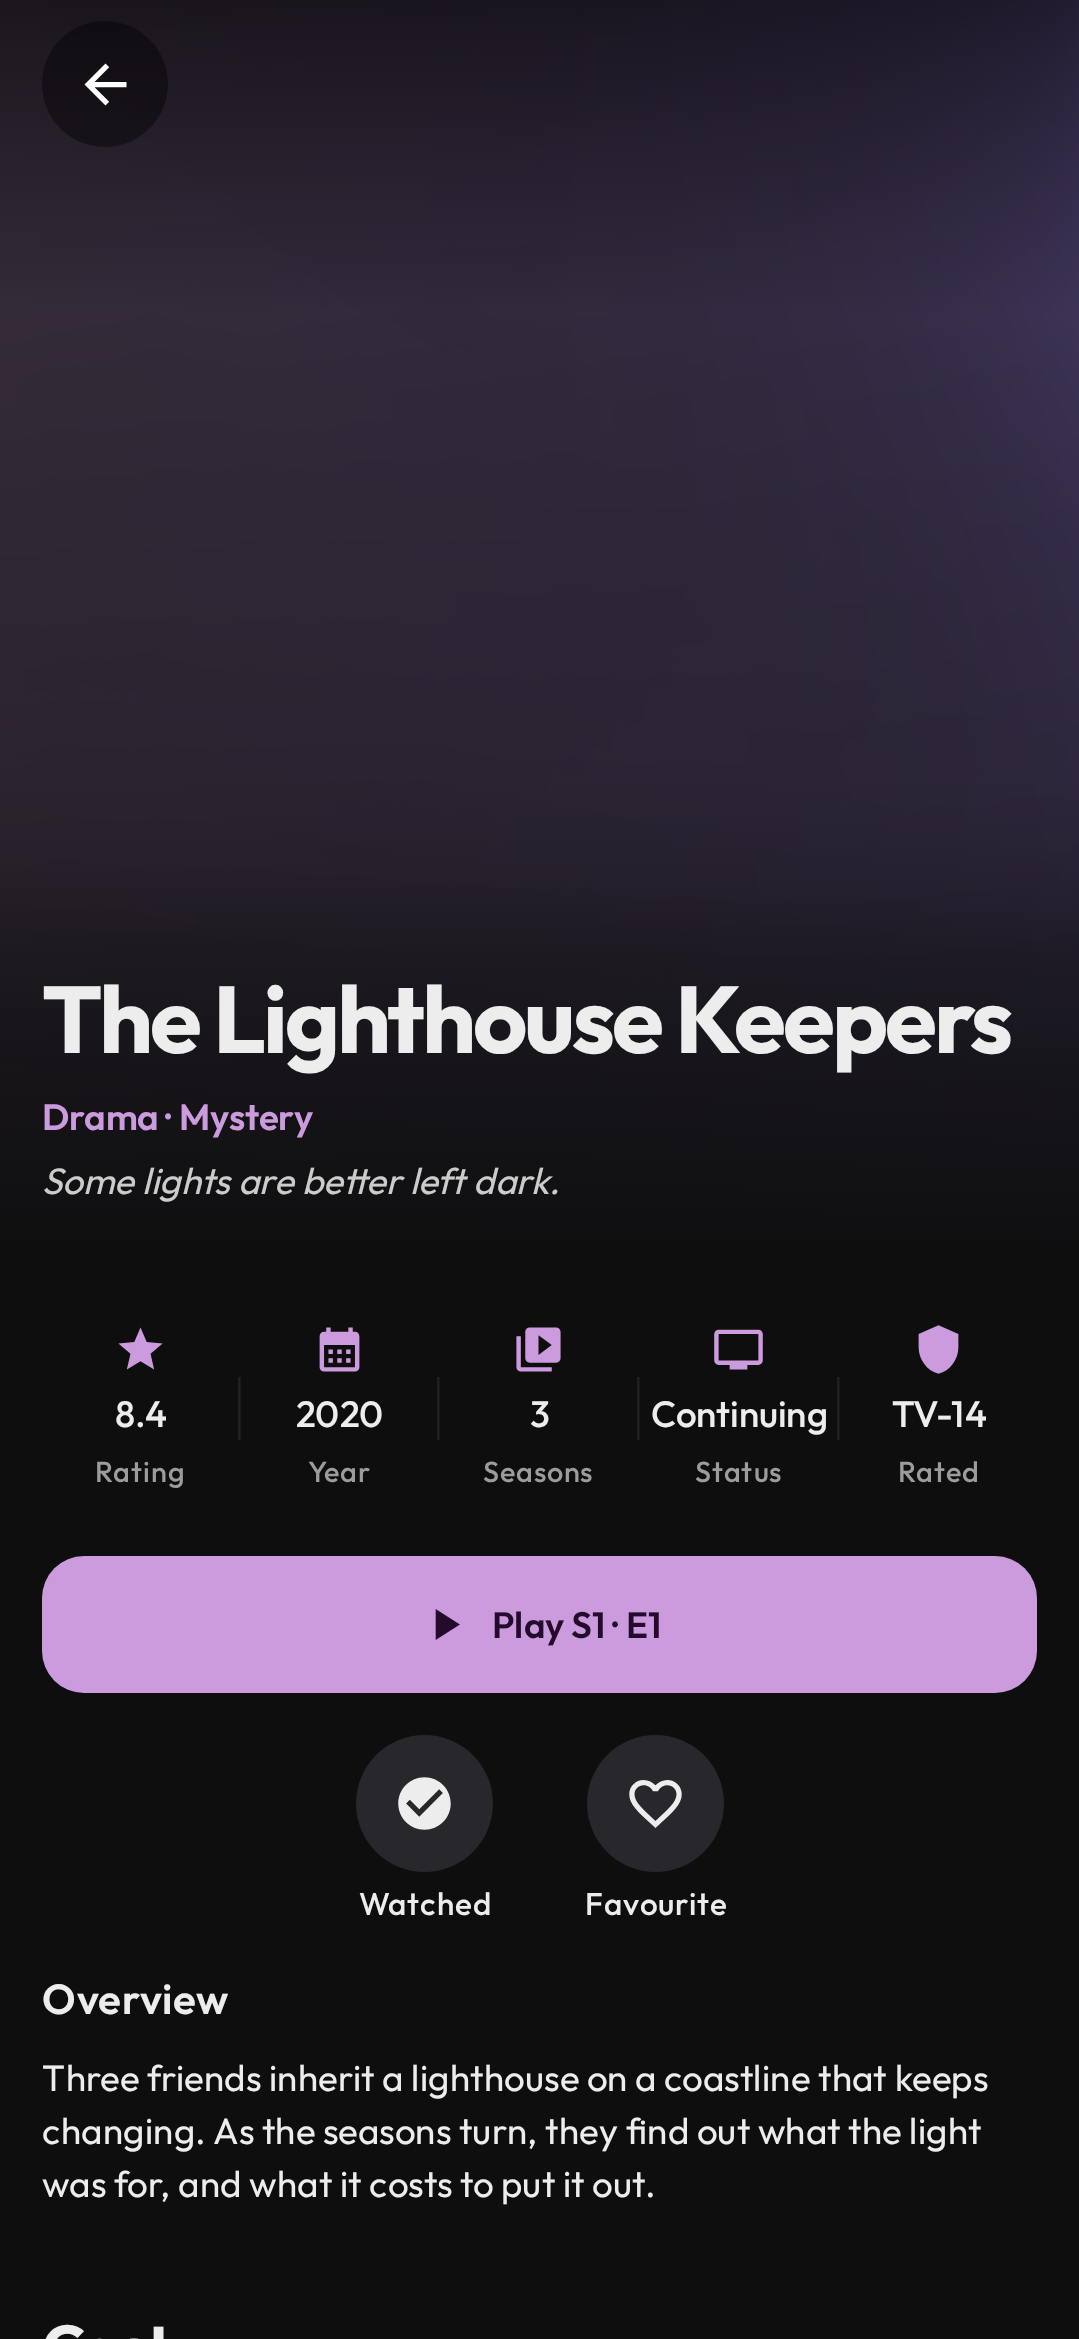 The Lighthouse Keepers
Drama · Mystery
Some lights are better left dark.
8.4 2020 3 Continuing TV-14
Rating Year Seasons Status Rated
Play S1 · E1
Watched Favourite
Overview
Three friends inherit a lighthouse on a coastline that keeps
changing. As the seasons turn, they find out what the light
was for, and what it costs to put it out.